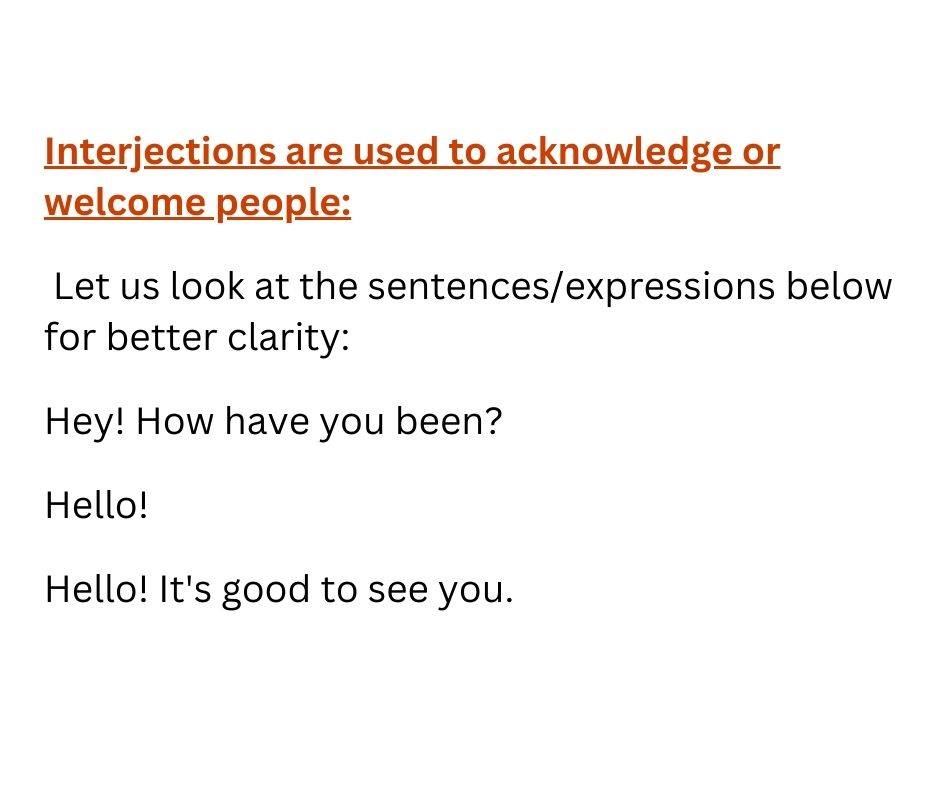 Interjections are used to acknowledge or
welcome people:
Let us look at the sentences/expressions below
for better clarity:
Hey! How have you been?
Hello!
Hello! It's good to see you.